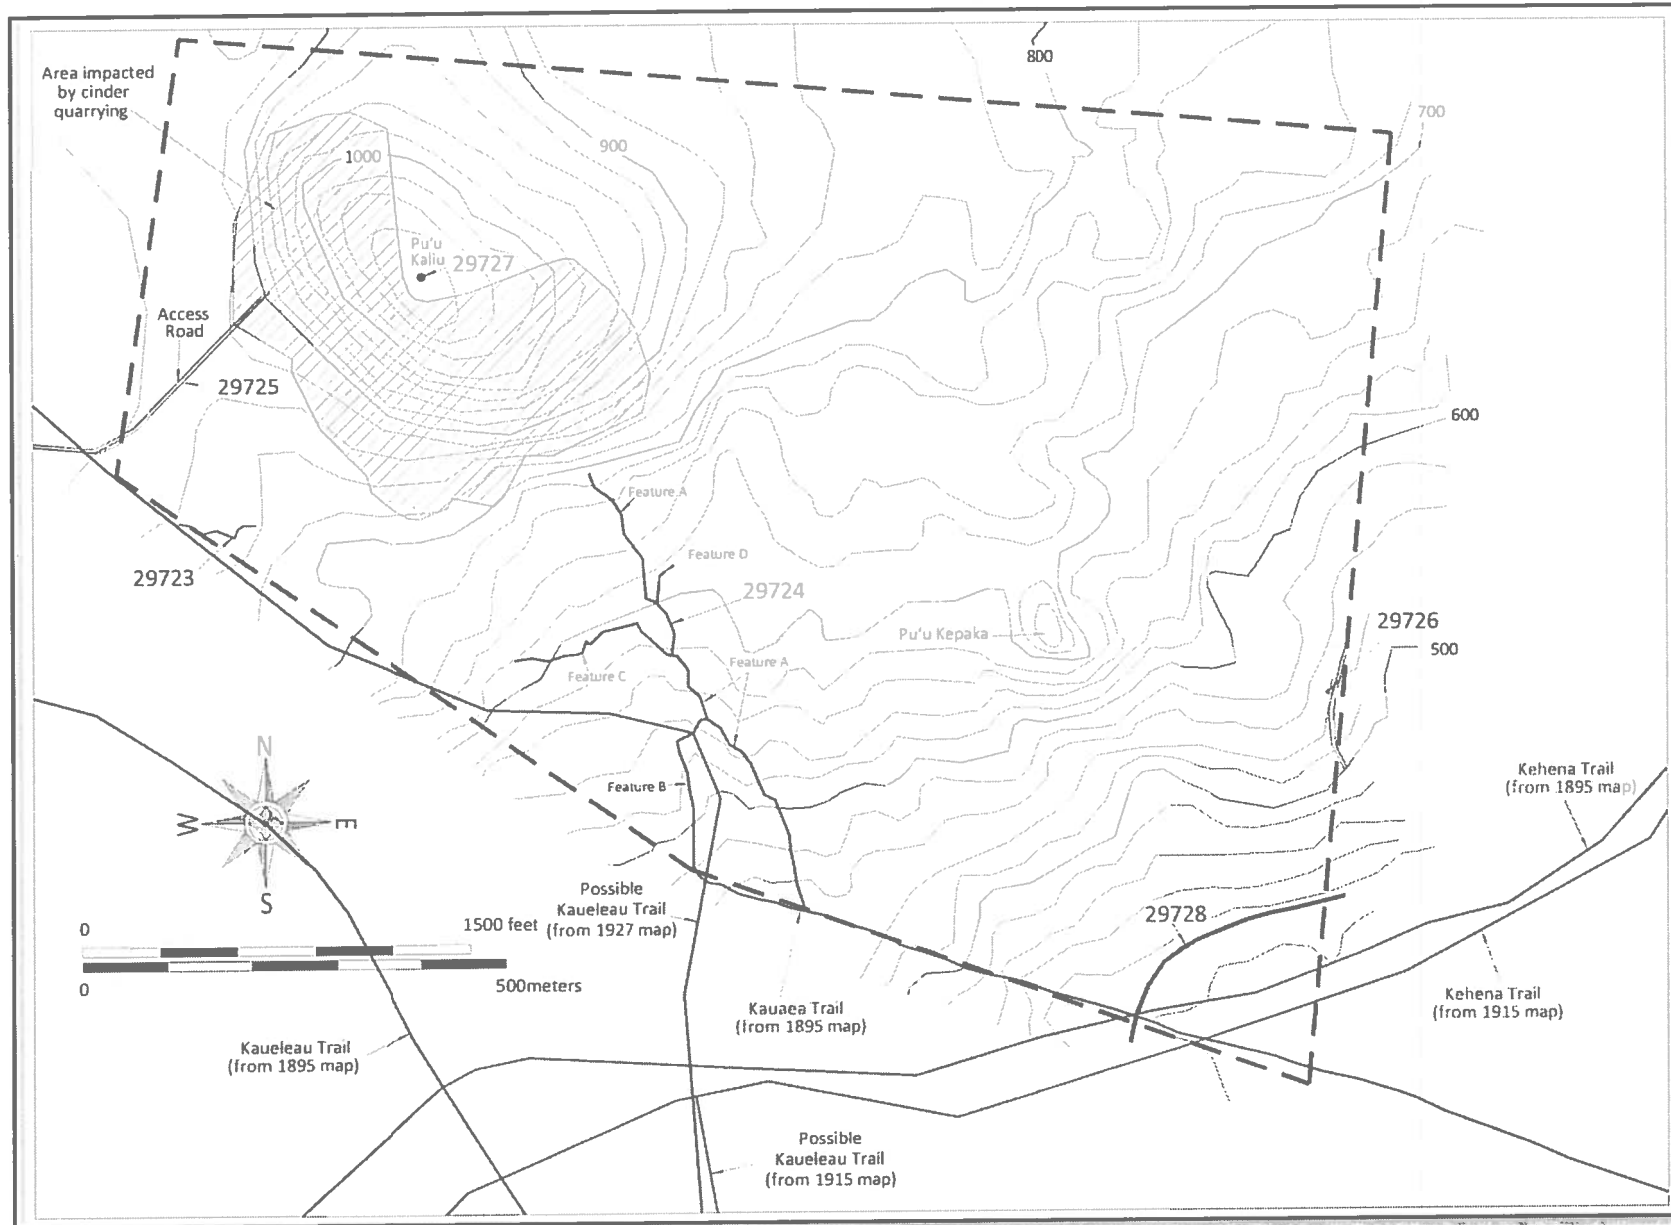 800
Area impacted
by cinder
quarrying
700
900
1000
Pu'u
Kaliu
29727
Access
Road
29725
600
Feature A
Feature D
29723
29724
29726
Pu'u Kepaka
500
Feature A
Feature C
N
W
E
S
Feature B
Kehena Trail
(from 1895 map)
Possible
Kaueleau Trail
(from 1927 map)
29728
0
1500 feet
0
500meters
Kauaea Trail
(from 1895 map)
Kehena Trail
(from 1915 map)
Kaueleau Trail
(from 1895 map)
Possible
Kaueleau Trail
(from 1915 map)